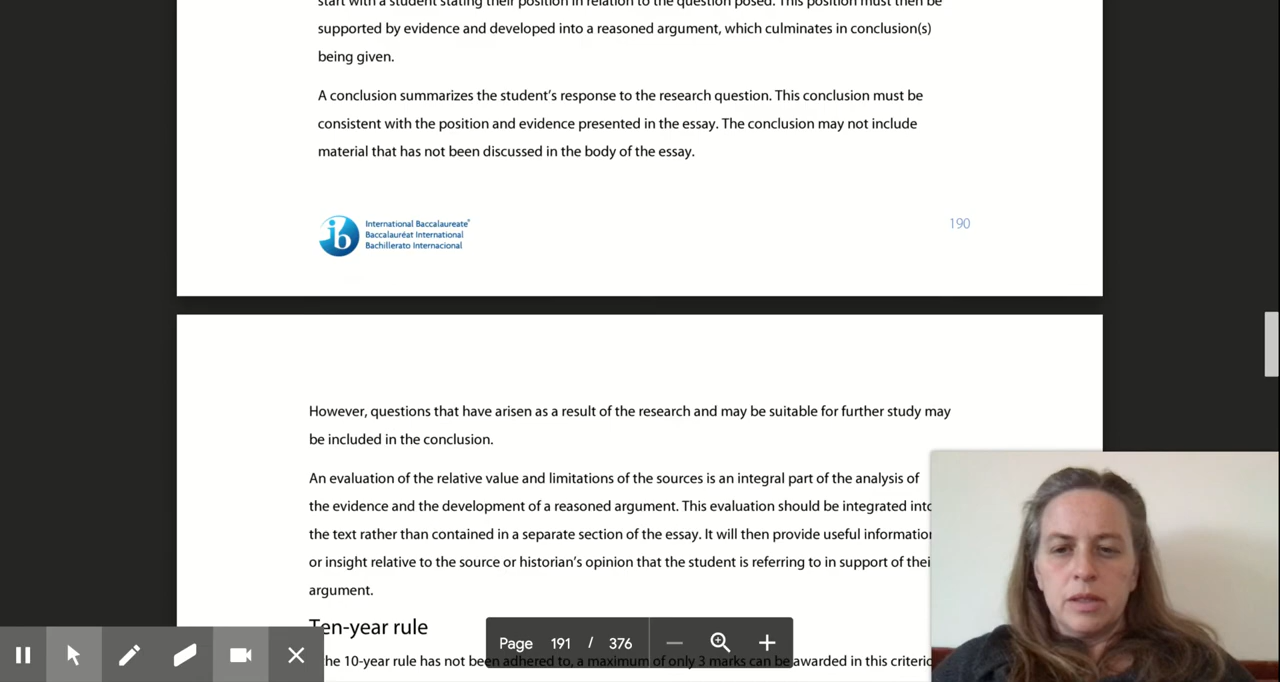 start with a student stating their position in relation to the question posed. This position must then be
supported by evidence and developed into a reasoned argument, which culminates in conclusion(s)
being given.
A conclusion summarizes the student's response to the research question. This conclusion must be
consistent with the position and evidence presented in the essay. The conclusion may not include
material that has not been discussed in the body of the essay.
ib
International Baccalaureate
Baccalauréat International
Bachillerato Internacional
190
However, questions that have arisen as a result of the research and may be suitable for further study may
be included in the conclusion.
An evaluation of the relative value and limitations of the sources is an integral part of the analysis of
the evidence and the development of a reasoned argument. This evaluation should be integrated into
the text rather than contained in a separate section of the essay. It will then provide useful information
or insight relative to the source or historian's opinion that the student is referring to in support of thei
argument.
Ten-year rule
he 10-year rule has not been adhered to, a maximum of only 3 marks can be awarded in this criterio
Page 191 / 376